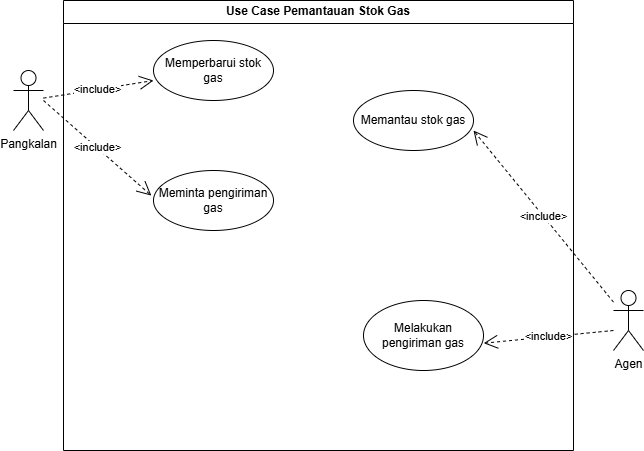 Use Case Pemantauan Stok Gas
Memperbarui stok
gas
<include>
Pangkalan
<include>
Meminta pengiriman
gas
Memantau stok gas
<include>
Melakukan
pengiriman gas
<include>
Agen